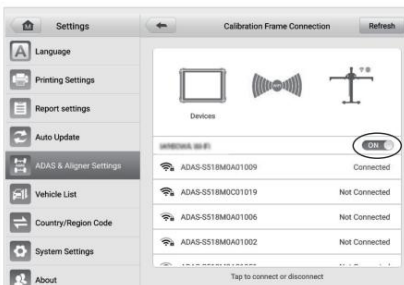 Settings
Calibration Frame Connection
Refresh
Language
Printing Settings
Report settings
Auto Update
ADAS & Aligner Settings
Vehicle List
Country/Region Code
System Settings
About
Devices
ON
ADAS-S518M0A01009 Connected
ADAS-S518M0C01019 Not Connected
ADAS-S518M0A01006 Not Connected
ADAS-S518M0A01002 Not Connected
Tap to connect or disconnect